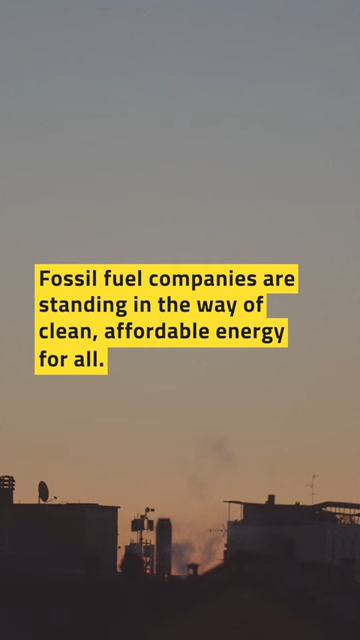 Fossil fuel companies are
standing in the way of
clean, affordable energy
for all.